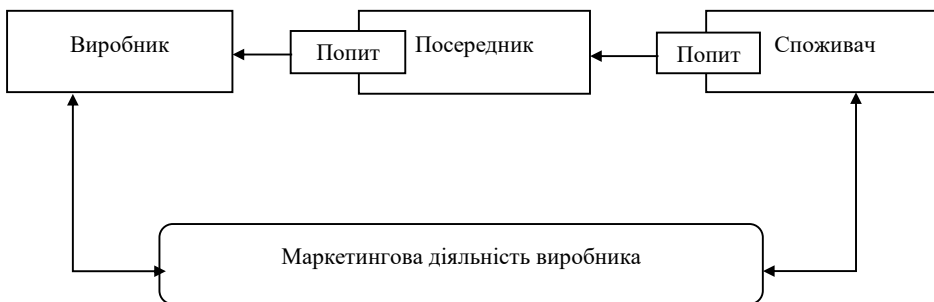 Виробник
Попит
Посередник
Попит
Споживач
Маркетингова діяльність виробника